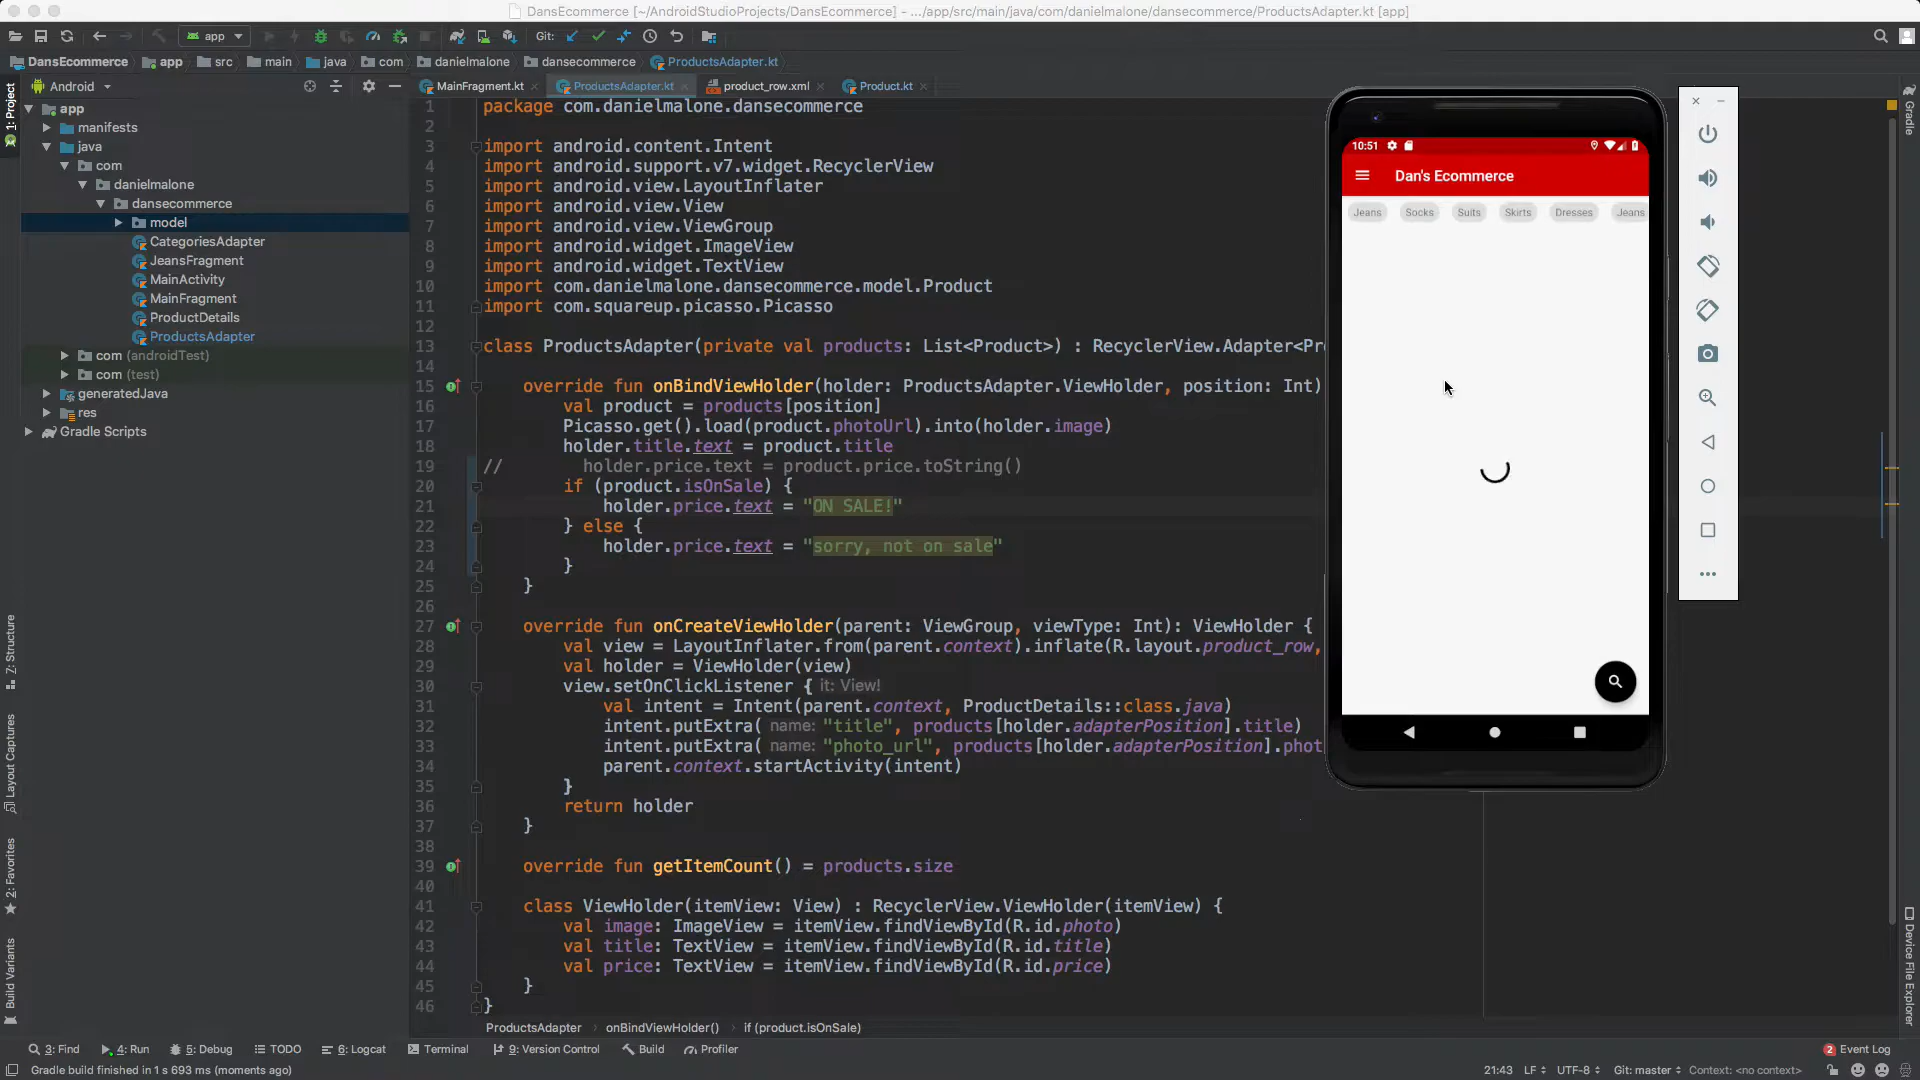 DansEcommerce [~/AndroidStudioProjects/DansEcommerce] - .../app/src/main/java/com/danielmalone/dansecommerce/ProductsAdapter.kt [app]
app
Git:
DansEcommerce app src main java com danielmalone dansecommerce ProductsAdapter.kt
Android
MainFragment.kt ProductsAdapter.kt product_row.xml Product.kt
1: Project
Z: Structure
Layout Captures
2: Favorites
Build Variants
app
manifests
java
com
danielmalone
dansecommerce
model
CategoriesAdapter
JeansFragment
MainActivity
MainFragment
ProductDetails
ProductsAdapter
com (androidTest)
com (test)
generatedJava
res
Gradle Scripts
1 package com.danielmalone.dansecommerce
2
3 import android.content.Intent
4 import android.support.v7.widget.RecyclerView
5 import android.view.LayoutInflater
6 import android.view.View
7 import android.view.ViewGroup
8 import android.widget.ImageView
9 import android.widget.TextView
10 import com.danielmalone.dansecommerce.model.Product
11 import com.squareup.picasso.Picasso
12
13 class ProductsAdapter(private val products: List<Product>) : RecyclerView.Adapter<Pr
14
15 override fun onBindViewHolder(holder: ProductsAdapter.ViewHolder, position: Int)
16 val product = products[position]
17 Picasso.get().load(product.photoUrl).into(holder.image)
18 holder.title.text = product.title
19 // holder.price.text = product.price.toString()
20 if (product.isOnSale) {
21 holder.price.text = "ON SALE!"
22 } else {
23 holder.price.text = "sorry, not on sale"
24 }
25 }
26
27 override fun onCreateViewHolder(parent: ViewGroup, viewType: Int): ViewHolder {
28 val view = LayoutInflater.from(parent.context).inflate(R.layout.product_row,
29 val holder = ViewHolder(view)
30 view.setOnClickListener { it: View!
31 val intent = Intent(parent.context, ProductDetails::class.java)
32 intent.putExtra( name: "title", products[holder.adapterPosition].title)
33 intent.putExtra( name: "photo_url", products[holder.adapterPosition].phot
34 parent.context.startActivity(intent)
35 }
36 return holder
37 }
38
39 override fun getItemCount() = products.size
40
41 class ViewHolder(itemView: View) : RecyclerView.ViewHolder(itemView) {
42 val image: ImageView = itemView.findViewById(R.id.photo)
43 val title: TextView = itemView.findViewById(R.id.title)
44 val price: TextView = itemView.findViewById(R.id.price)
45 }
46 }
10:51
Dan's Ecommerce
Jeans Socks Suits Skirts Dresses Jeans
Gradle
Device File Explorer
ProductsAdapter onBindViewHolder() if (product.isOnSale)
3: Find 4: Run 5: Debug TODO 6: Logcat Terminal 9: Version Control Build Profiler 2 Event Log
Gradle build finished in 1 s 693 ms (moments ago) 21:43 LF UTF-8 Git: master Context: <no context>